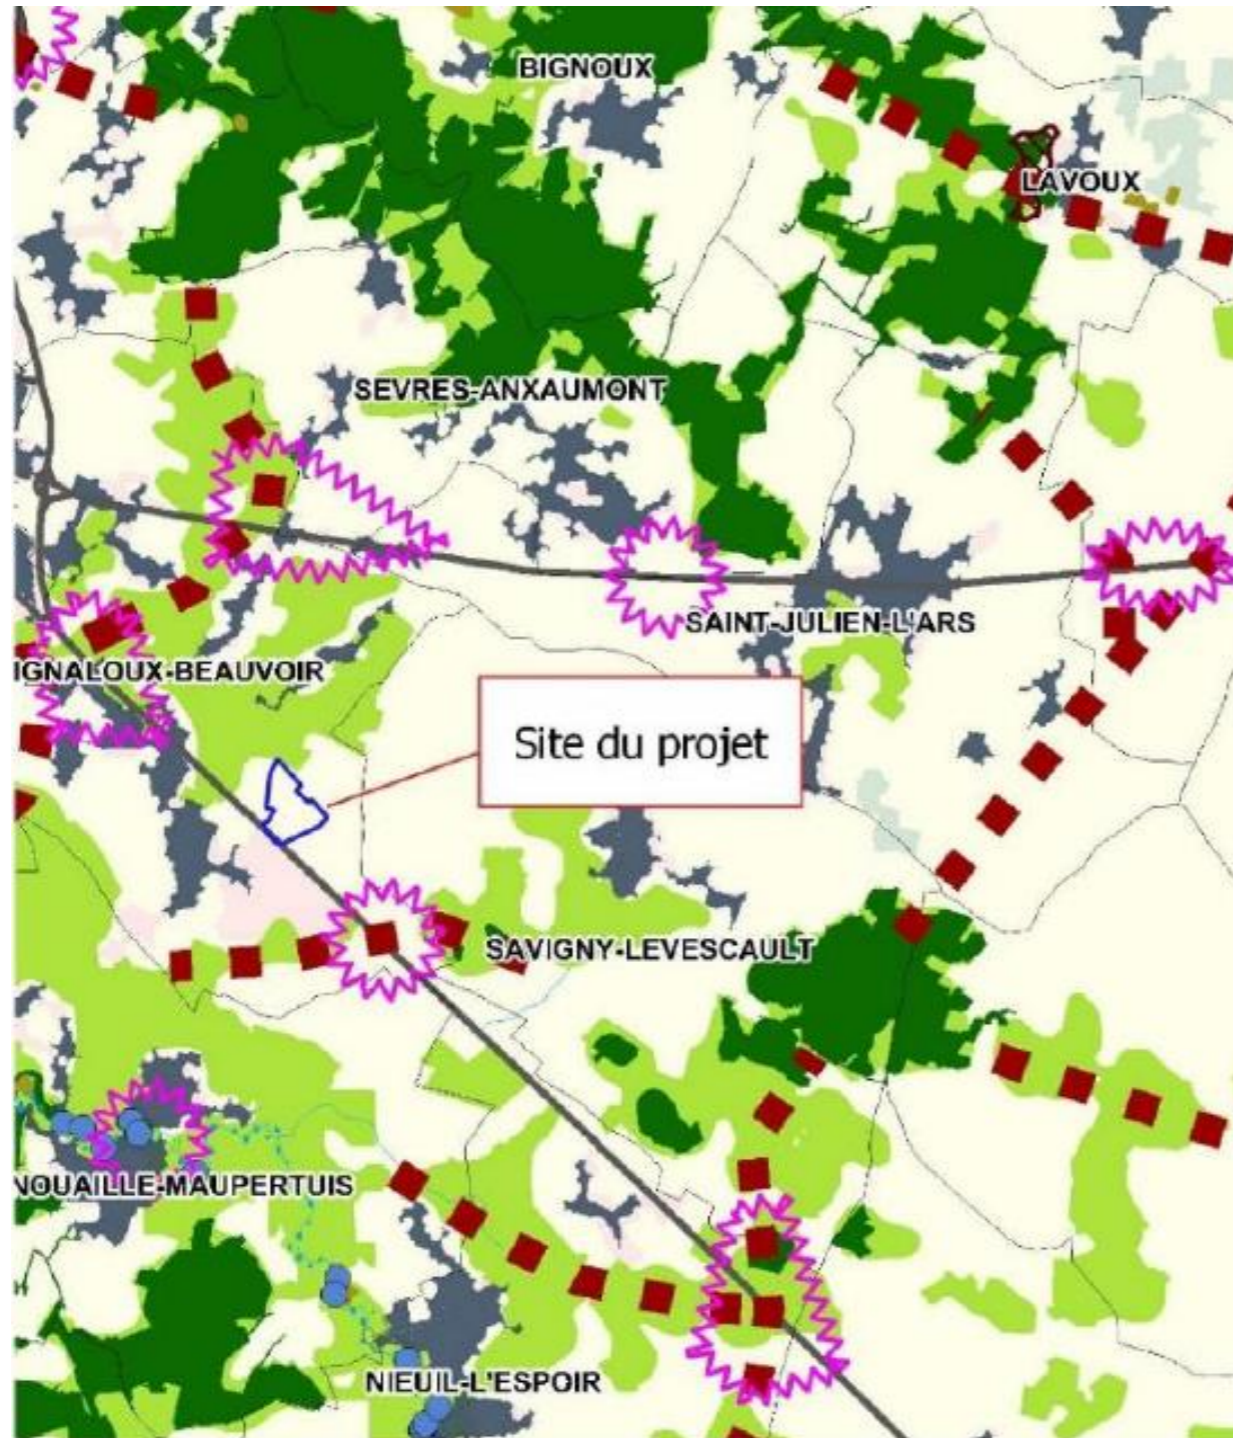 BIGNOUX
LAVOUX
SEVRES-ANXAUMONT
SAINT-JULIEN-L'ARS
IGNALOUX-BEAUVOIR
Site du projet
SAVIGNY-LEVESCAULT
NOUAILLE-MAUPERTUIS
NIEUIL-L'ESPOIR